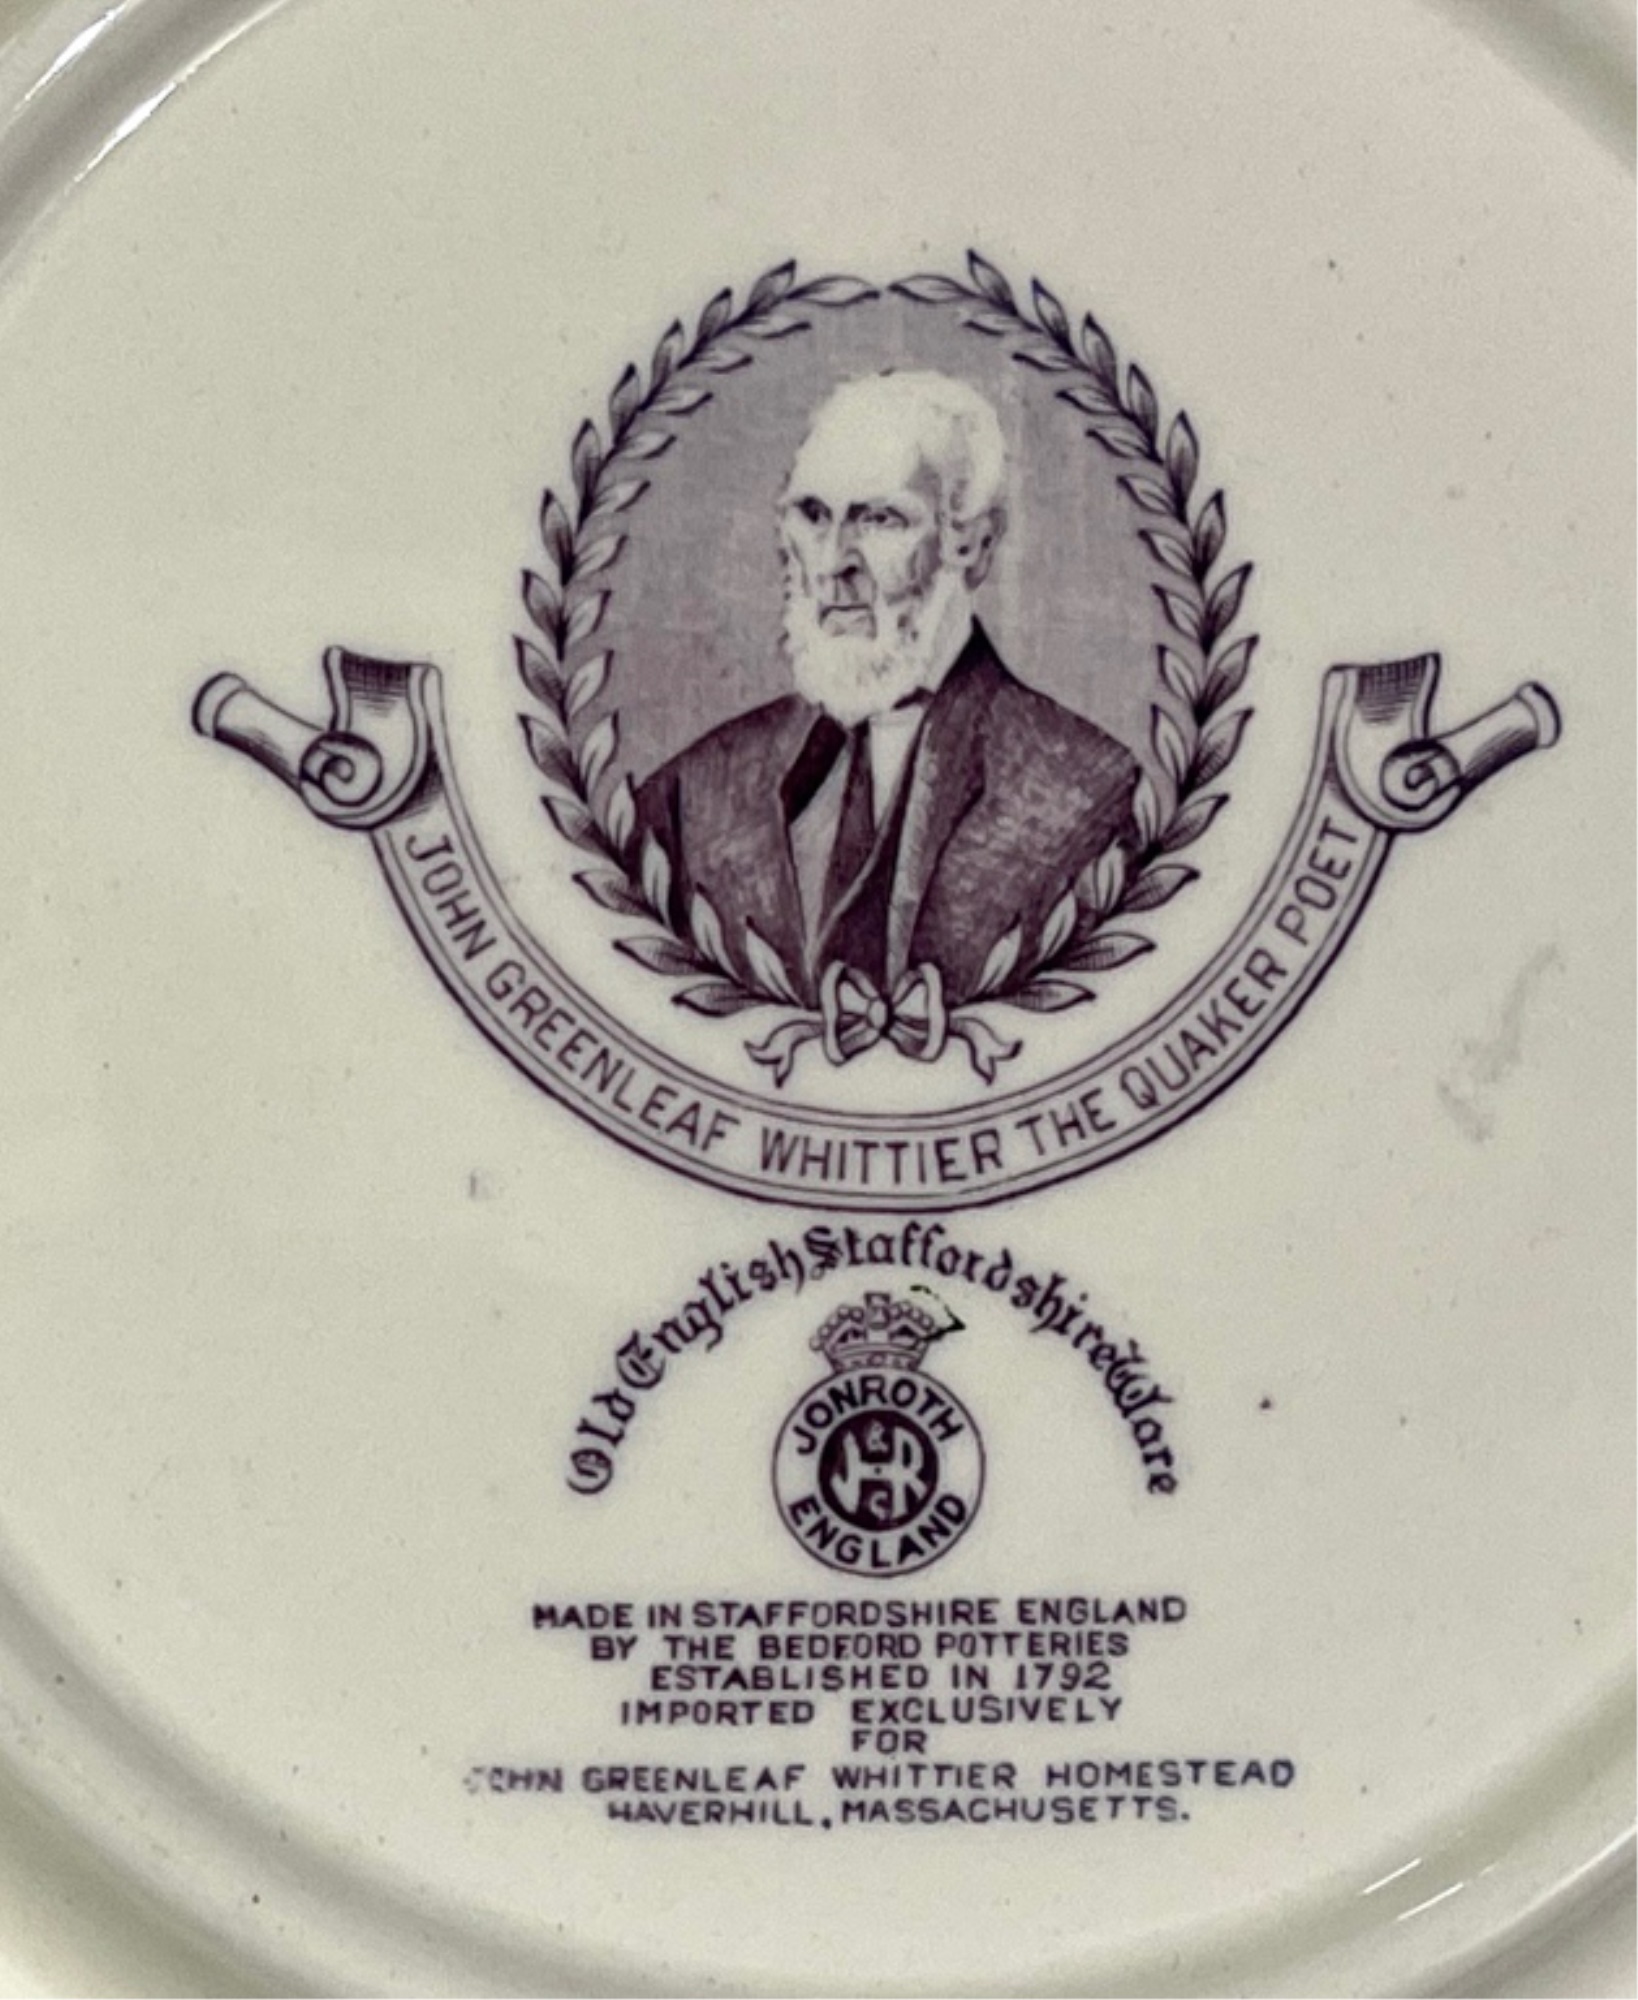 JOHN GREENLEAF WHITTIER THE QUAKER POET
Old English Staffordshire Ware
JONROTH
J & R
C
ENGLAND
MADE IN STAFFORDSHIRE ENGLAND
BY THE BEDFORD POTTERIES
ESTABLISHED IN 1792
IMPORTED EXCLUSIVELY
FOR
JOHN GREENLEAF WHITTIER HOMESTEAD
HAVERHILL, MASSACHUSETTS.